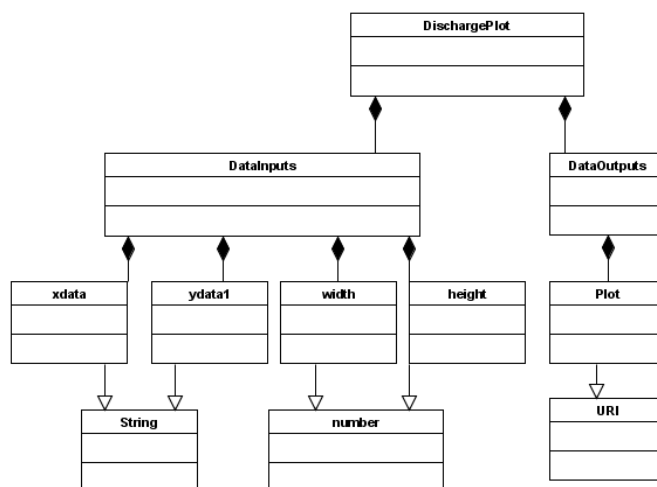 DischargePlot
DataInputs
DataOutputs
xdata
ydata1
width
height
Plot
String
number
URI